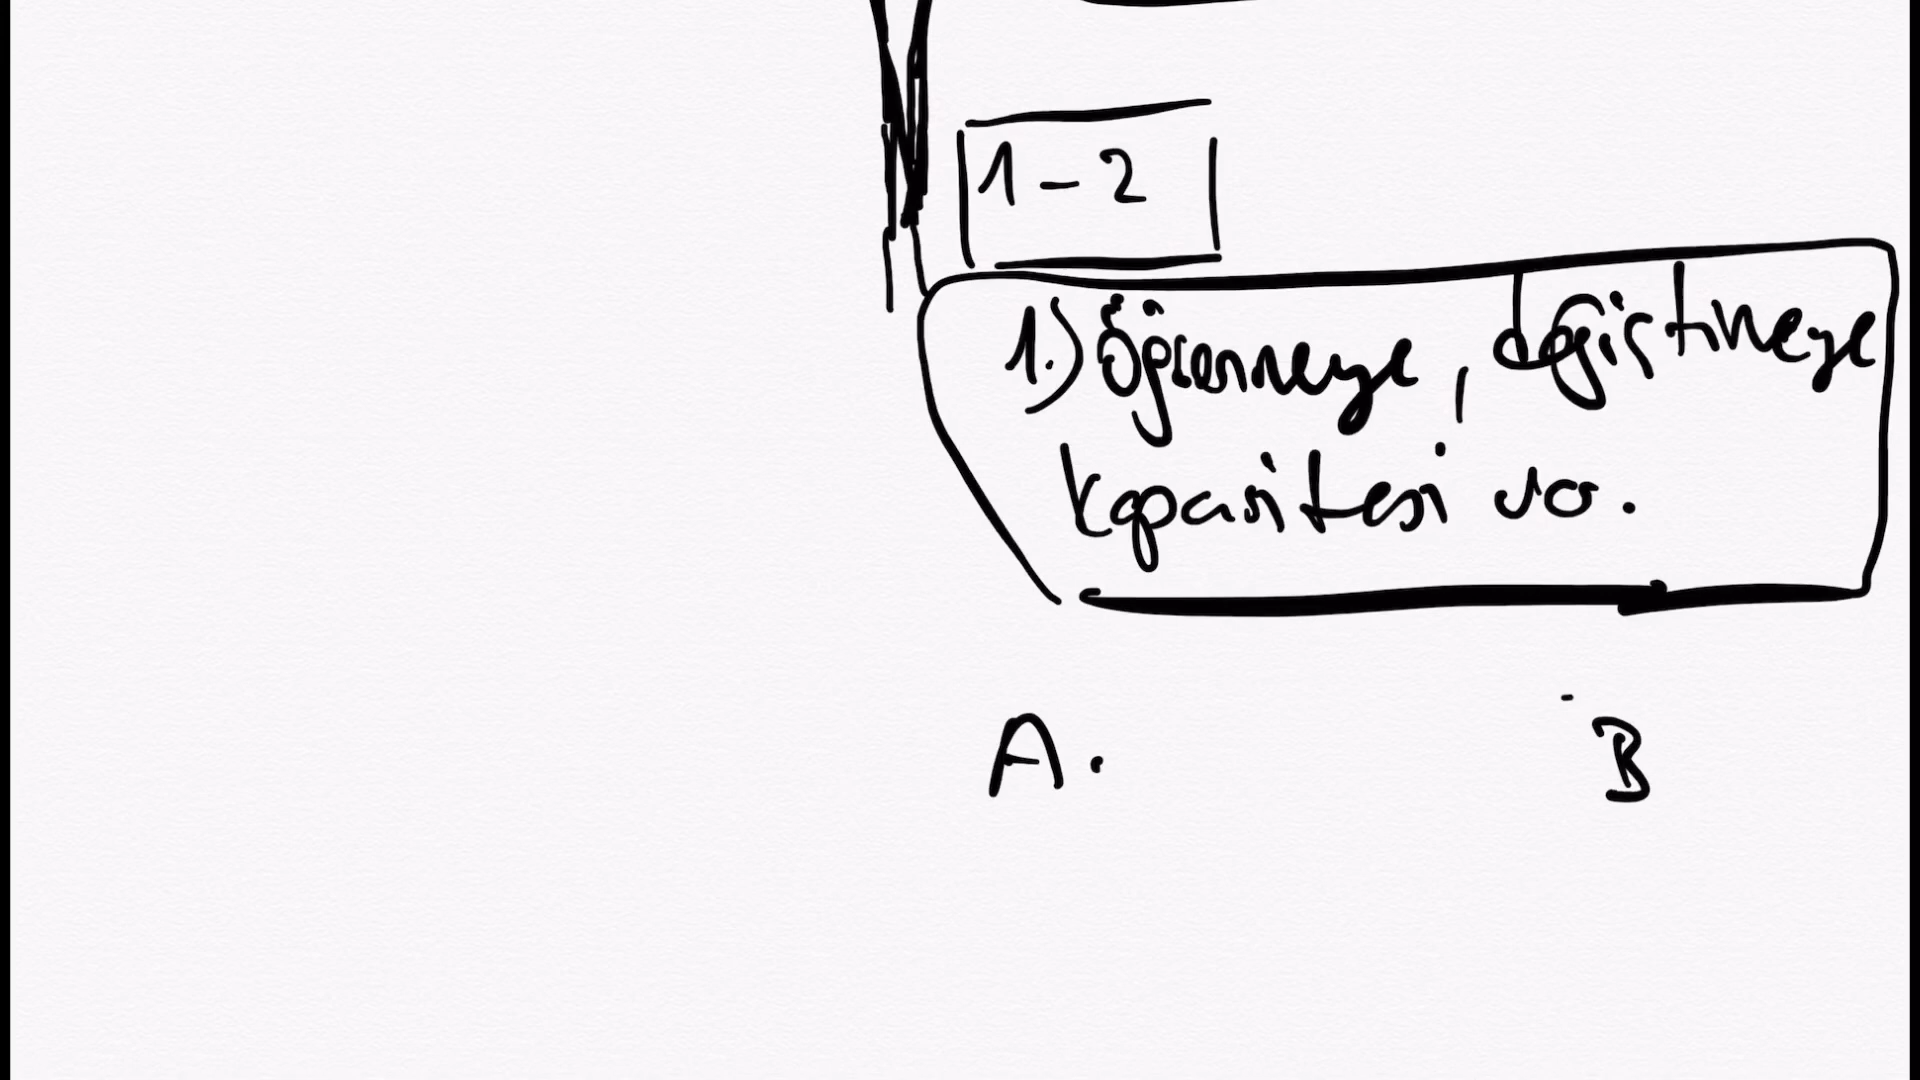 1-2
1.) Öğrenmeye, değiştirmeye
kapasitesi var.
A. B